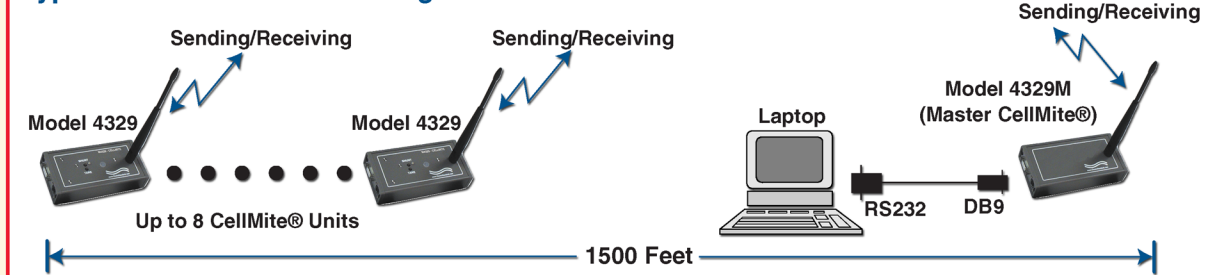 Sending/Receiving
Sending/Receiving
Sending/Receiving
Model 4329
Model 4329
Laptop
Model 4329M
(Master CellMite®)
Up to 8 CellMite® Units
RS232
DB9
1500 Feet